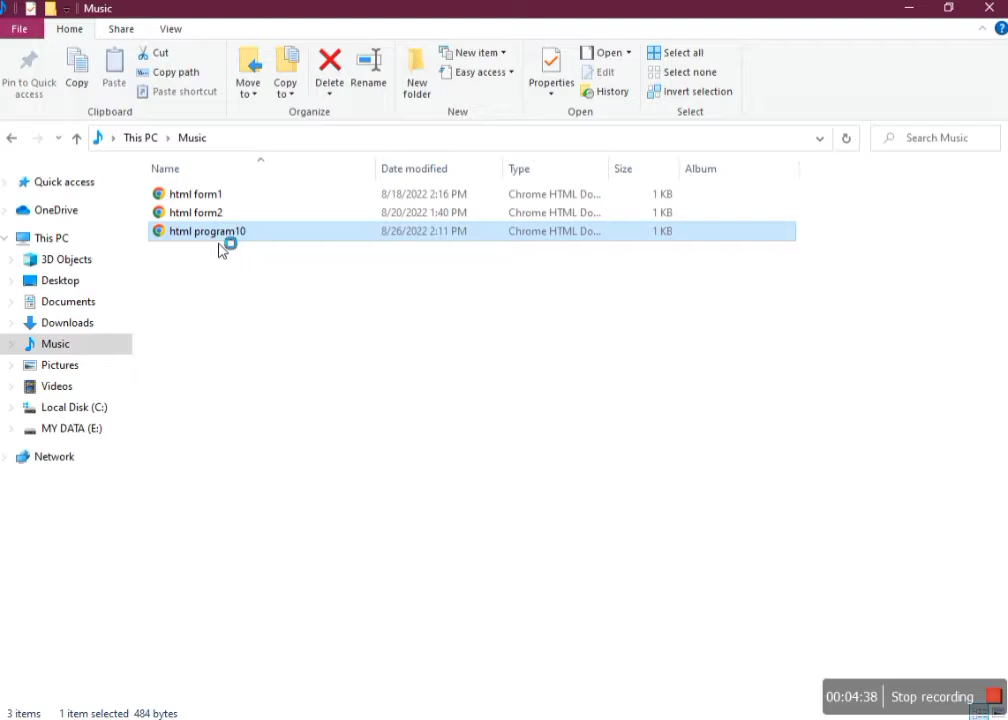 Music
File Home Share View
Pin to Quick access
Copy
Paste
Cut
Copy path
Paste shortcut
Clipboard
Move to
Copy to
Delete
Rename
Organize
New folder
New item
Easy access
New
Properties
Open
Edit
History
Open
Select all
Select none
Invert selection
Select
This PC Music
Search Music
Name Date modified Type Size Album
html form1 8/18/2022 2:16 PM Chrome HTML Do... 1 KB
html form2 8/20/2022 1:40 PM Chrome HTML Do... 1 KB
html program10 8/26/2022 2:11 PM Chrome HTML Do... 1 KB
Quick access
OneDrive
This PC
3D Objects
Desktop
Documents
Downloads
Music
Pictures
Videos
Local Disk (C:)
MY DATA (E:)
Network
00:04:38 Stop recording
3 items 1 item selected 484 bytes